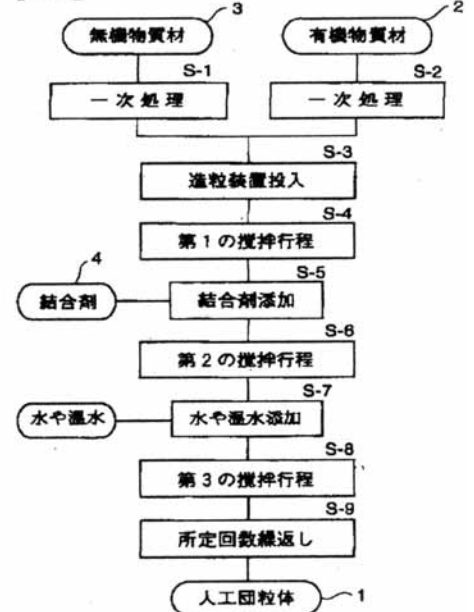 3
2
無機物質材
有機物質材
S-1
S-2
一次処理
一次処理
S-3
造粒装置投入
S-4
第1の攪拌行程
4
S-5
結合剤
結合剤添加
S-6
第2の攪拌行程
S-7
水や温水
水や温水添加
S-8
第3の攪拌行程
S-9
所定回数繰返し
人工団粒体
1